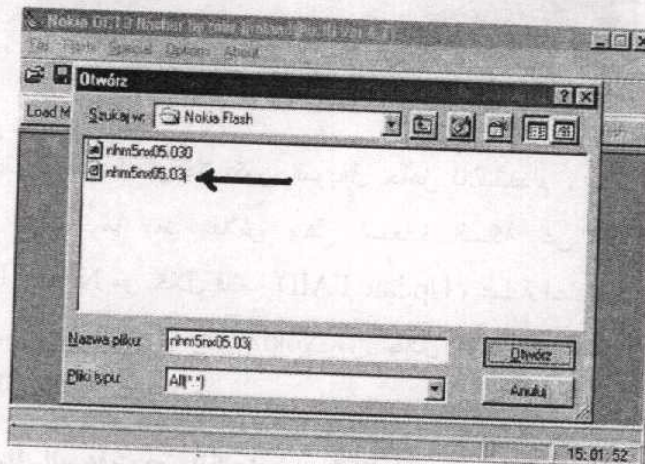 Otwórz
Load M
Szukaj w:
Nokia Flash
nhm5nx05.030
nhm5nx05.03j
Nazwa pliku:
nhm5nx05.03j
Otwórz
Pliki typu:
All(*.*)
Anuluj
15:01:52